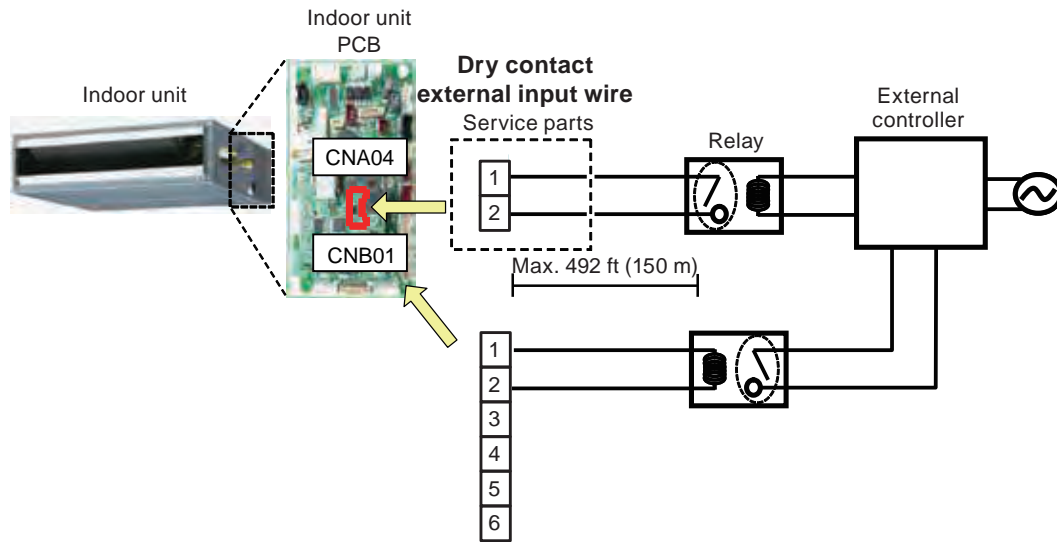 Indoor unit
Indoor unit
PCB
CNA04
CNB01
Dry contact
external input wire
Service parts
1
2
Relay
External
controller
Max. 492 ft (150 m)
1
2
3
4
5
6